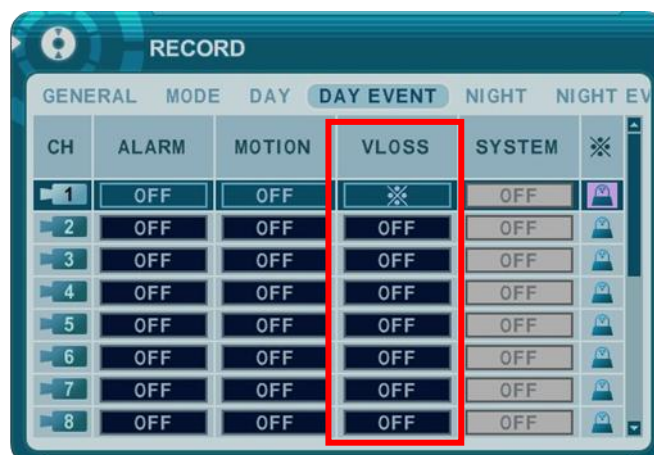 RECORD
GENERAL MODE DAY DAY EVENT NIGHT NIGHT EV
CH ALARM MOTION VLOSS SYSTEM ※
1 OFF OFF ※ OFF
2 OFF OFF OFF OFF
3 OFF OFF OFF OFF
4 OFF OFF OFF OFF
5 OFF OFF OFF OFF
6 OFF OFF OFF OFF
7 OFF OFF OFF OFF
8 OFF OFF OFF OFF